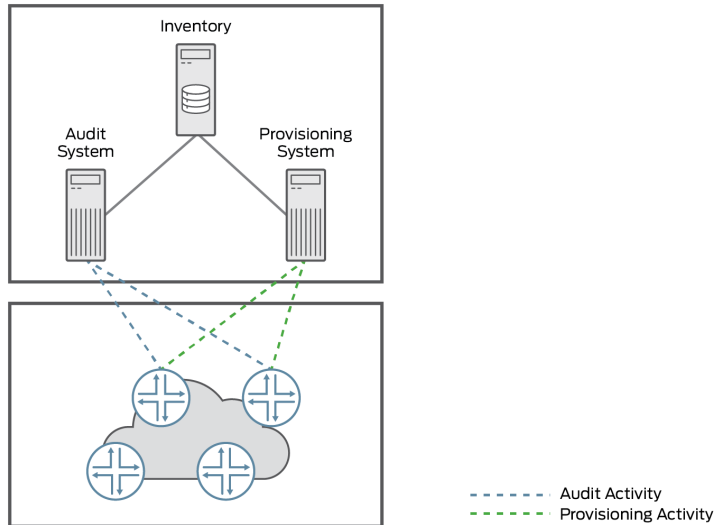 Inventory
Audit
System
Provisioning
System
Audit Activity
Provisioning Activity